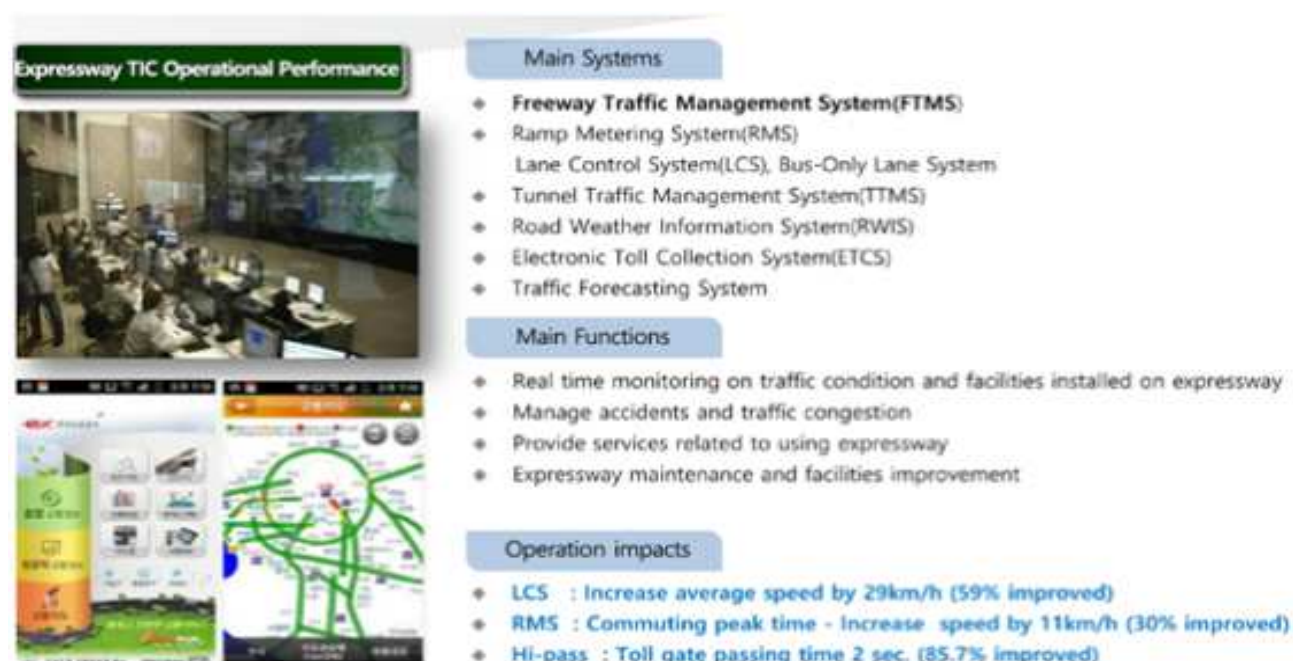 Expressway TIC Operational Performance
Main Systems
Freeway Traffic Management System(FTMS)
Ramp Metering System(RMS)
Lane Control System(LCS), Bus-Only Lane System
Tunnel Traffic Management System(TTMS)
Road Weather Information System(RWIS)
Electronic Toll Collection System(ETCS)
Traffic Forecasting System
Main Functions
Real time monitoring on traffic condition and facilities installed on expressway
Manage accidents and traffic congestion
Provide services related to using expressway
Expressway maintenance and facilities improvement
Operation impacts
LCS : Increase average speed by 29km/h (59% improved)
RMS : Commuting peak time - Increase speed by 11km/h (30% improved)
Hi-pass : Toll gate passing time 2 sec. (85.7% improved)